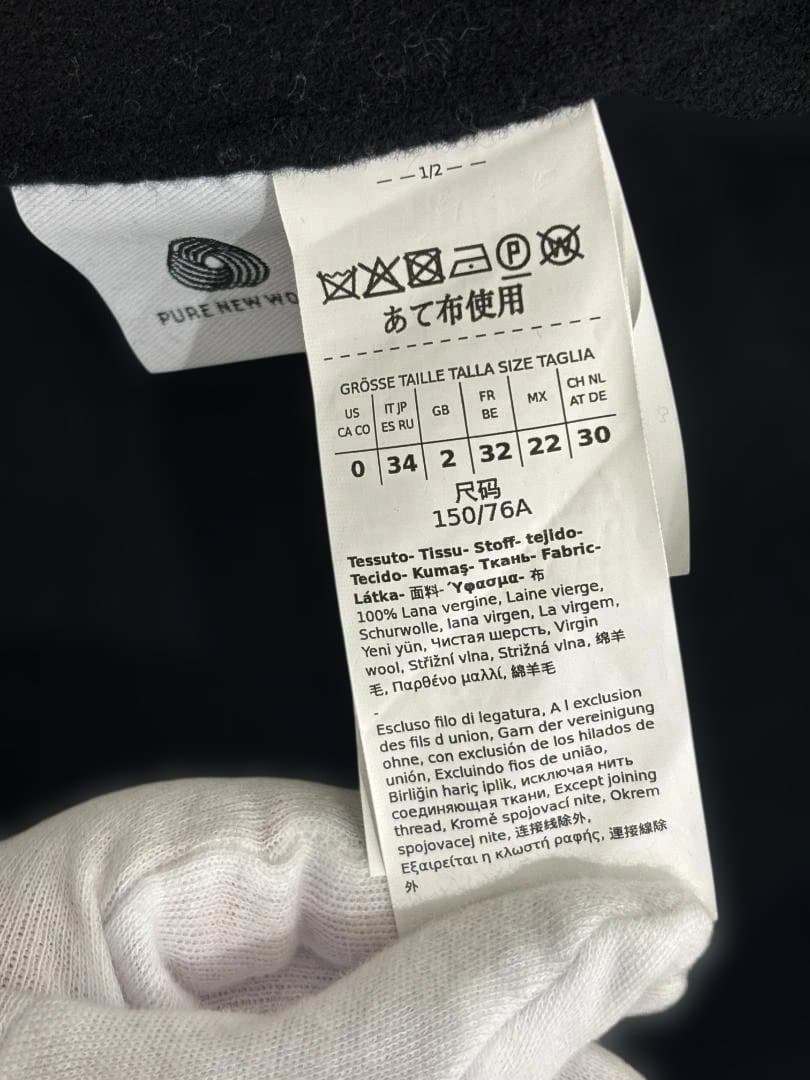 1/2
PURE NEW WO
P
W
あて布使用
GRÖSSE TAILLE TALLA SIZE TAGLIA
US CA CO
IT JP ES RU
GB
FR BE
MX
CH NL AT DE
0 34 2 32 22 30
尺码
150/76A
Tessuto- Tissu- Stoff- tejido-
Tecido- Kumaş- Ткань- Fabric-
Látka- 面料- Ύφασμα- 布
100% Lana vergine, Laine vierge,
Schurwolle, lana virgen, La virgem,
Yeni yün, Чистая шерсть, Virgin
wool, Střižní vlna, Strižná vlna, 绵羊
毛, Παρθένο μαλλί, 綿羊毛
-
Escluso filo di legatura, A l exclusion
des fils d union, Garn der vereinigung
ohne, con exclusión de los hilados de
unión, Excluindo fios de união,
Birliğin hariç iplik, исключая нить
соединяющая ткани, Except joining
thread, Kromě spojovací nite, Okrem
spojovacej nite, 连接线除外,
Εξαιρείται η κλωστή ραφής, 連接線除
外